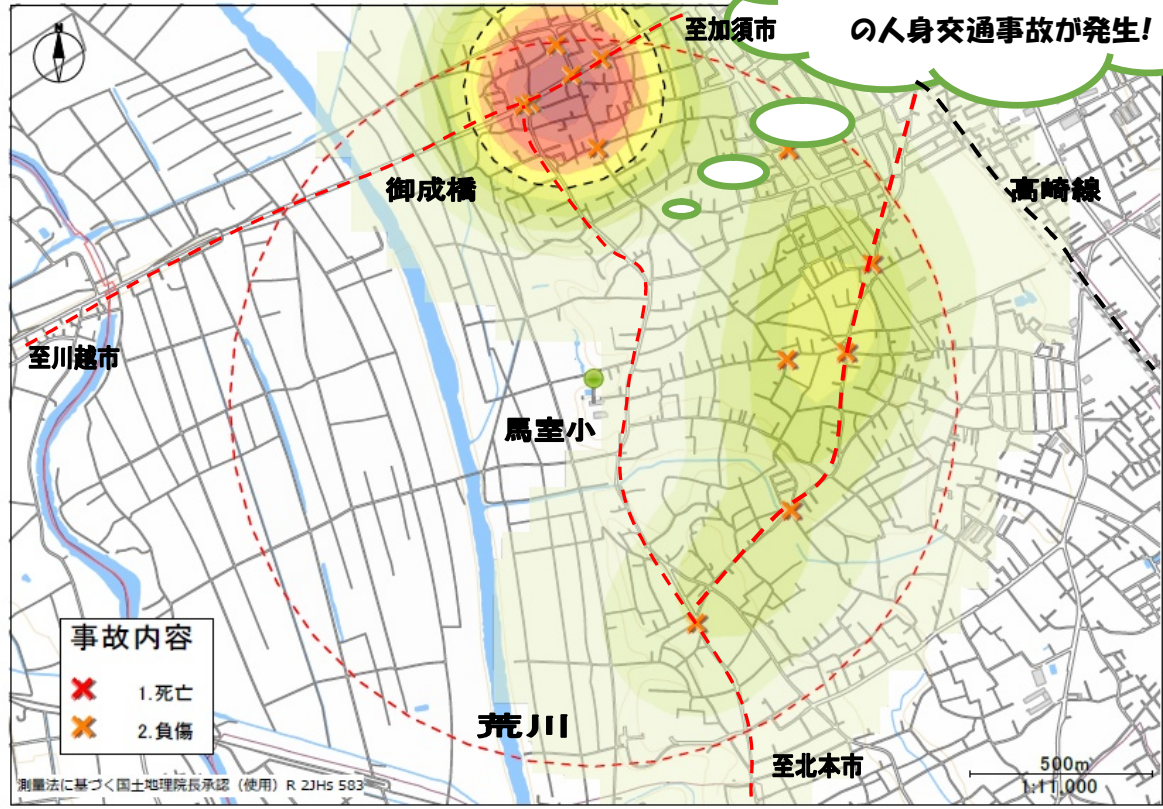 の人身交通事故が発生!
至加須市
N
御成橋
高崎線
至川越市
馬室小
事故内容
1.死亡
2.負傷
荒川
至北本市
500m
1:11,000
測量法に基づく国土地理院長承認(使用)R 2JHs 583